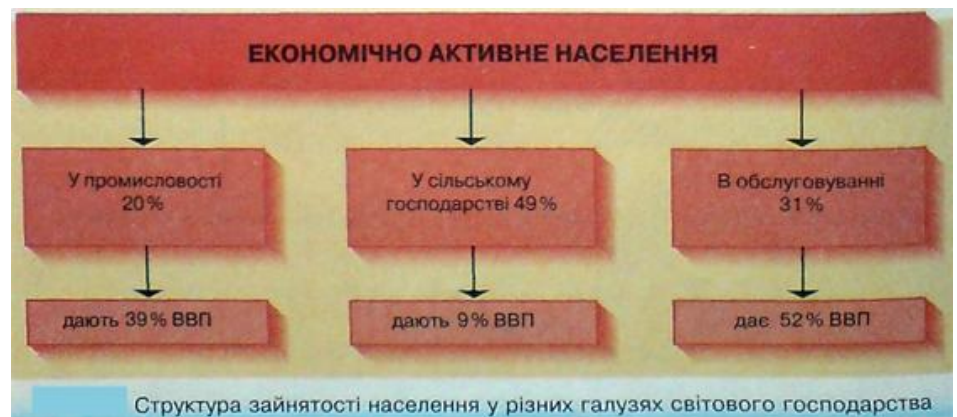 ЕКОНОМІЧНО АКТИВНЕ НАСЕЛЕННЯ
У промисловості
20%
У сільському
господарстві 49%
В обслуговуванні
31%
дають 39% ВВП
дають 9% ВВП
дає 52% ВВП
Структура зайнятості населення у різних галузях світового господарства